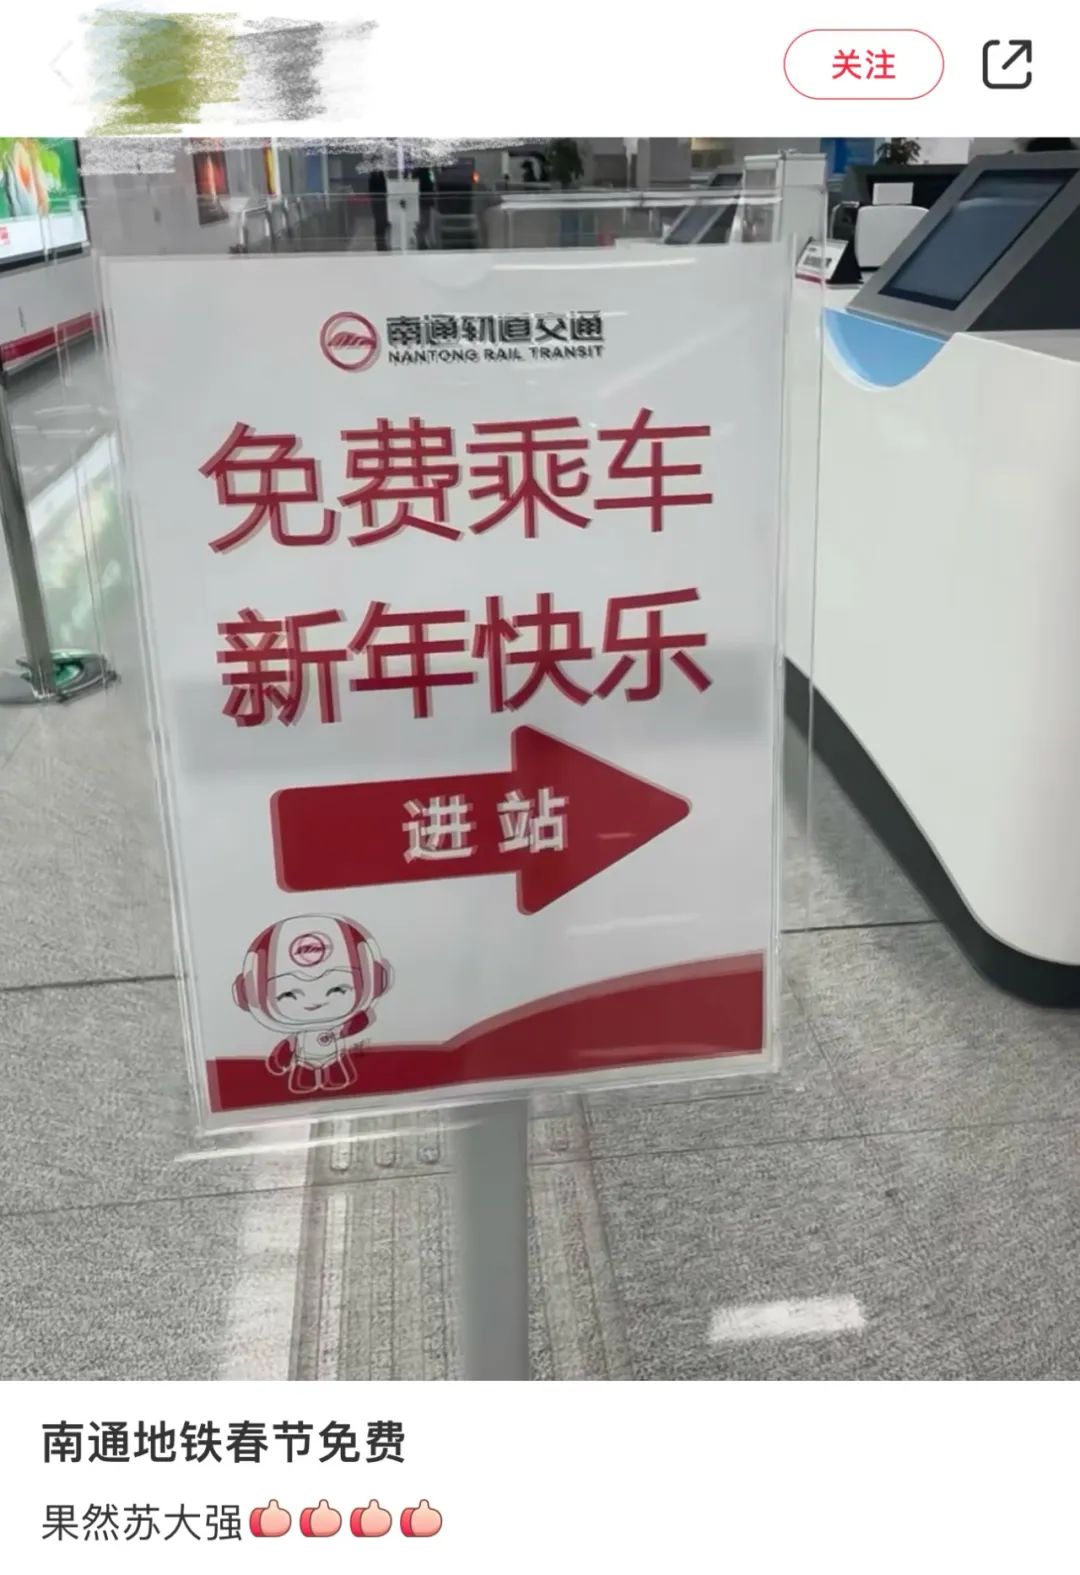 关注
南通轨道交通
NANTONG RAIL TRANSIT
免费乘车
新年快乐
进站
南通地铁春节免费
果然苏大强👍👍👍👍